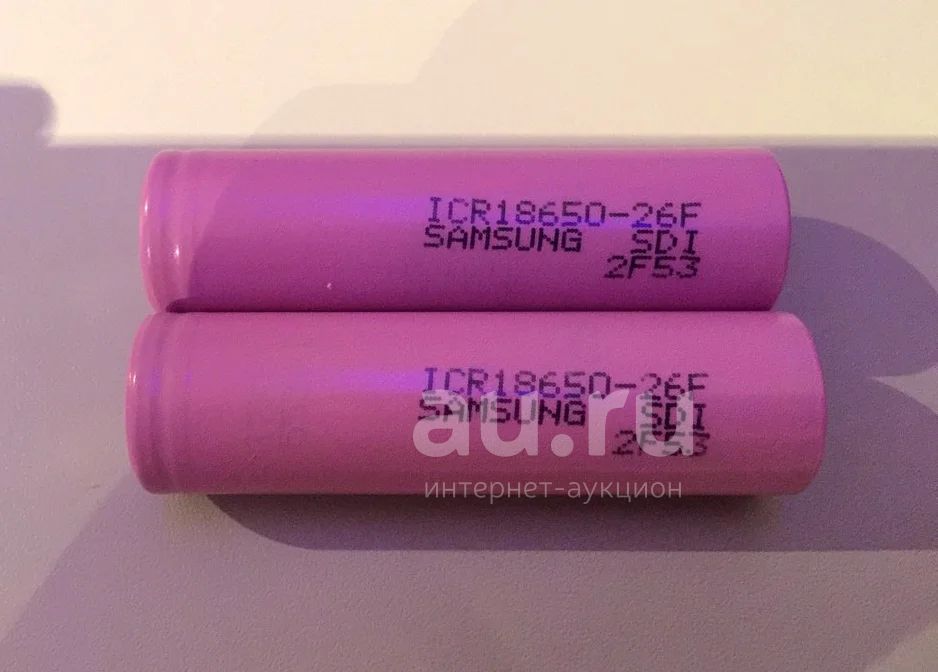 ICR18650-26F
SAMSUNG SDI
2F53
ICR18650-26F
SAMSUNG SDI
2F53
au.ru
интернет-аукцион